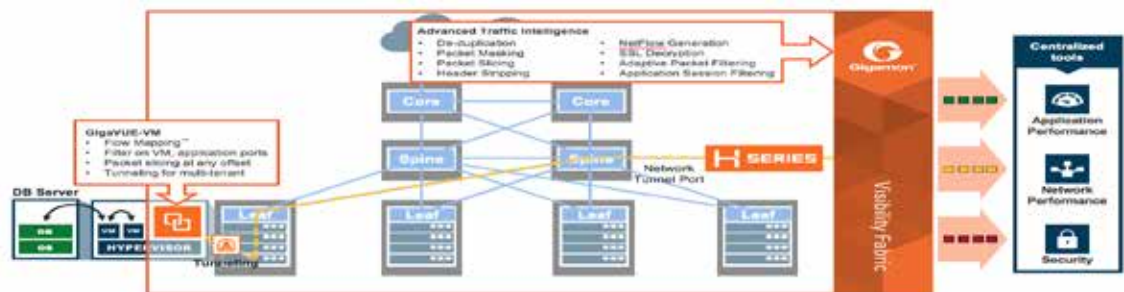 Advanced Traffic Intelligence
• De-duplication
• Packet Masking
• Packet Slicing
• Header Stripping
• NetFlow Generation
• SSL Decryption
• Adaptive Packet Filtering
• Application Session Filtering
Gigamon
Centralized
tools
Core
Core
Application
Performance
GigaVUE-VM
• Flow Mapping™
• Filter on VM, application ports
• Packet slicing at any offset
• Tunneling for multi-tenant
Spine
Spine
H SERIES
Network
Tunnel Port
Network
Performance
DB Server
DB
OS
VM
VM
HYPERVISOR
Tunnelling
Leaf
Leaf
Leaf
Leaf
Visibility Fabric
Security